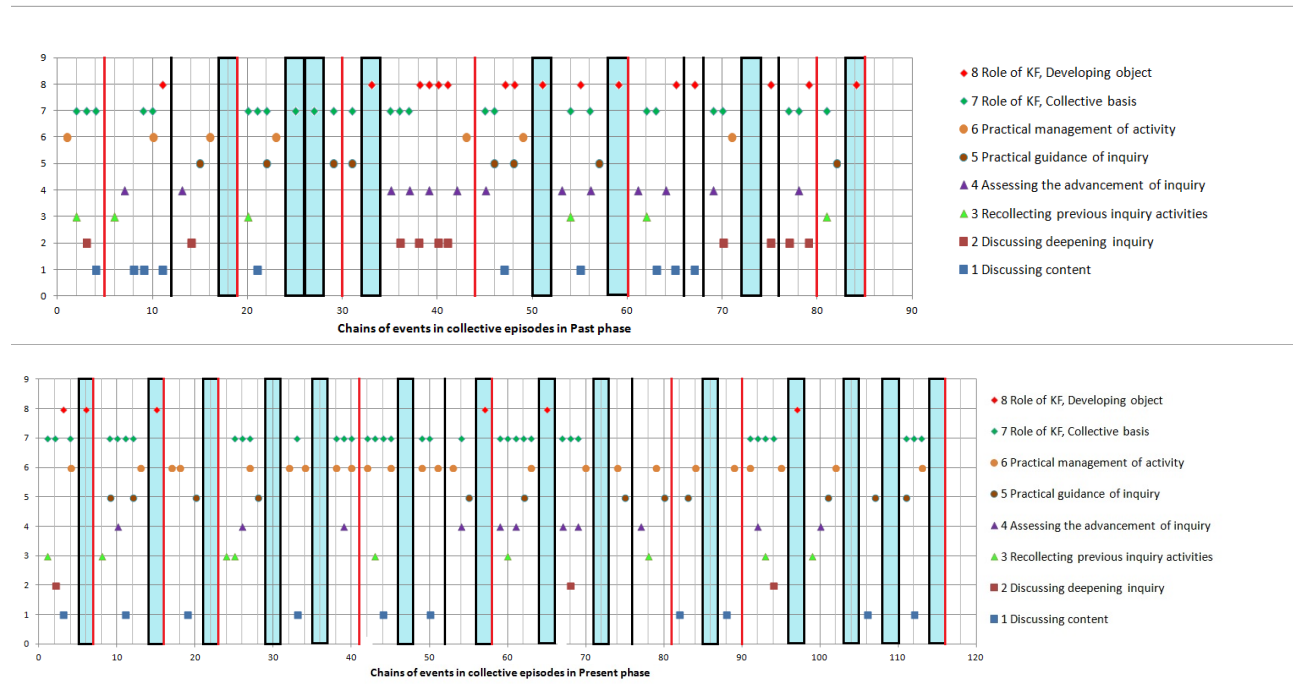 9
8
7
6
5
4
3
2
1
0
0 10 20 30 40 50 60 70 80 90
Chains of events in collective episodes in Past phase
8 Role of KF, Developing object
7 Role of KF, Collective basis
6 Practical management of activity
5 Practical guidance of inquiry
4 Assessing the advancement of inquiry
3 Recollecting previous inquiry activities
2 Discussing deepening inquiry
1 Discussing content
9
8
7
6
5
4
3
2
1
0
0 10 20 30 40 50 60 70 80 90 100 110 120
Chains of events in collective episodes in Present phase
8 Role of KF, Developing object
7 Role of KF, Collective basis
6 Practical management of activity
5 Practical guidance of inquiry
4 Assessing the advancement of inquiry
3 Recollecting previous inquiry activities
2 Discussing deepening inquiry
1 Discussing content